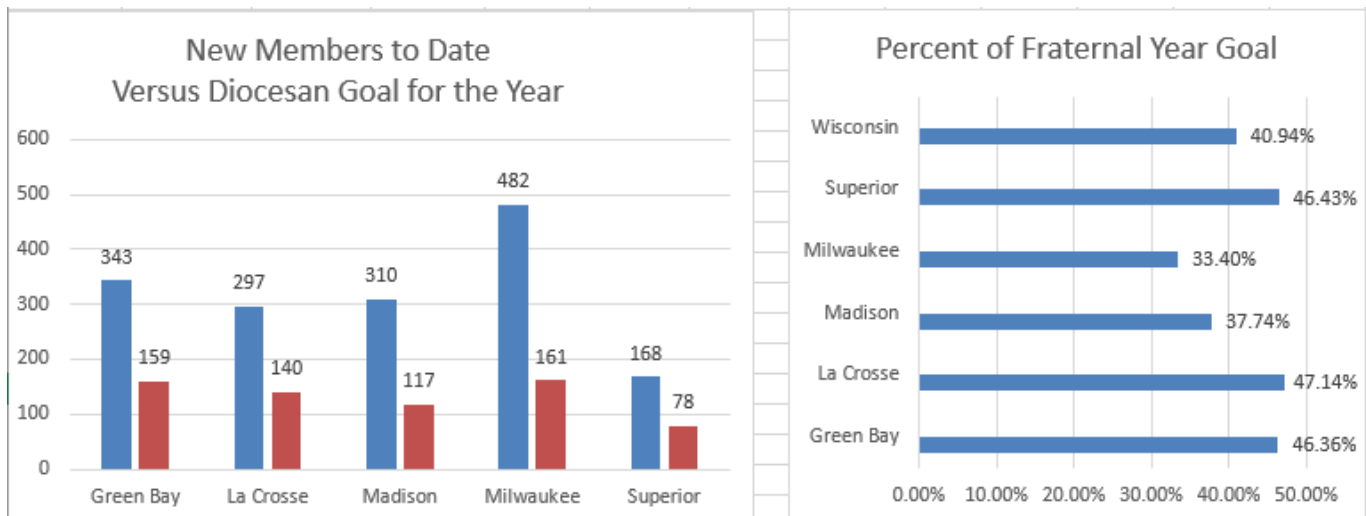 New Members to Date
Versus Diocesan Goal for the Year
600
500
400
300
200
100
0
343
159
297
140
310
117
482
161
168
78
Green Bay
La Crosse
Madison
Milwaukee
Superior
Percent of Fraternal Year Goal
Wisconsin
40.94%
Superior
46.43%
Milwaukee
33.40%
Madison
37.74%
La Crosse
47.14%
Green Bay
46.36%
0.00% 10.00% 20.00% 30.00% 40.00% 50.00%